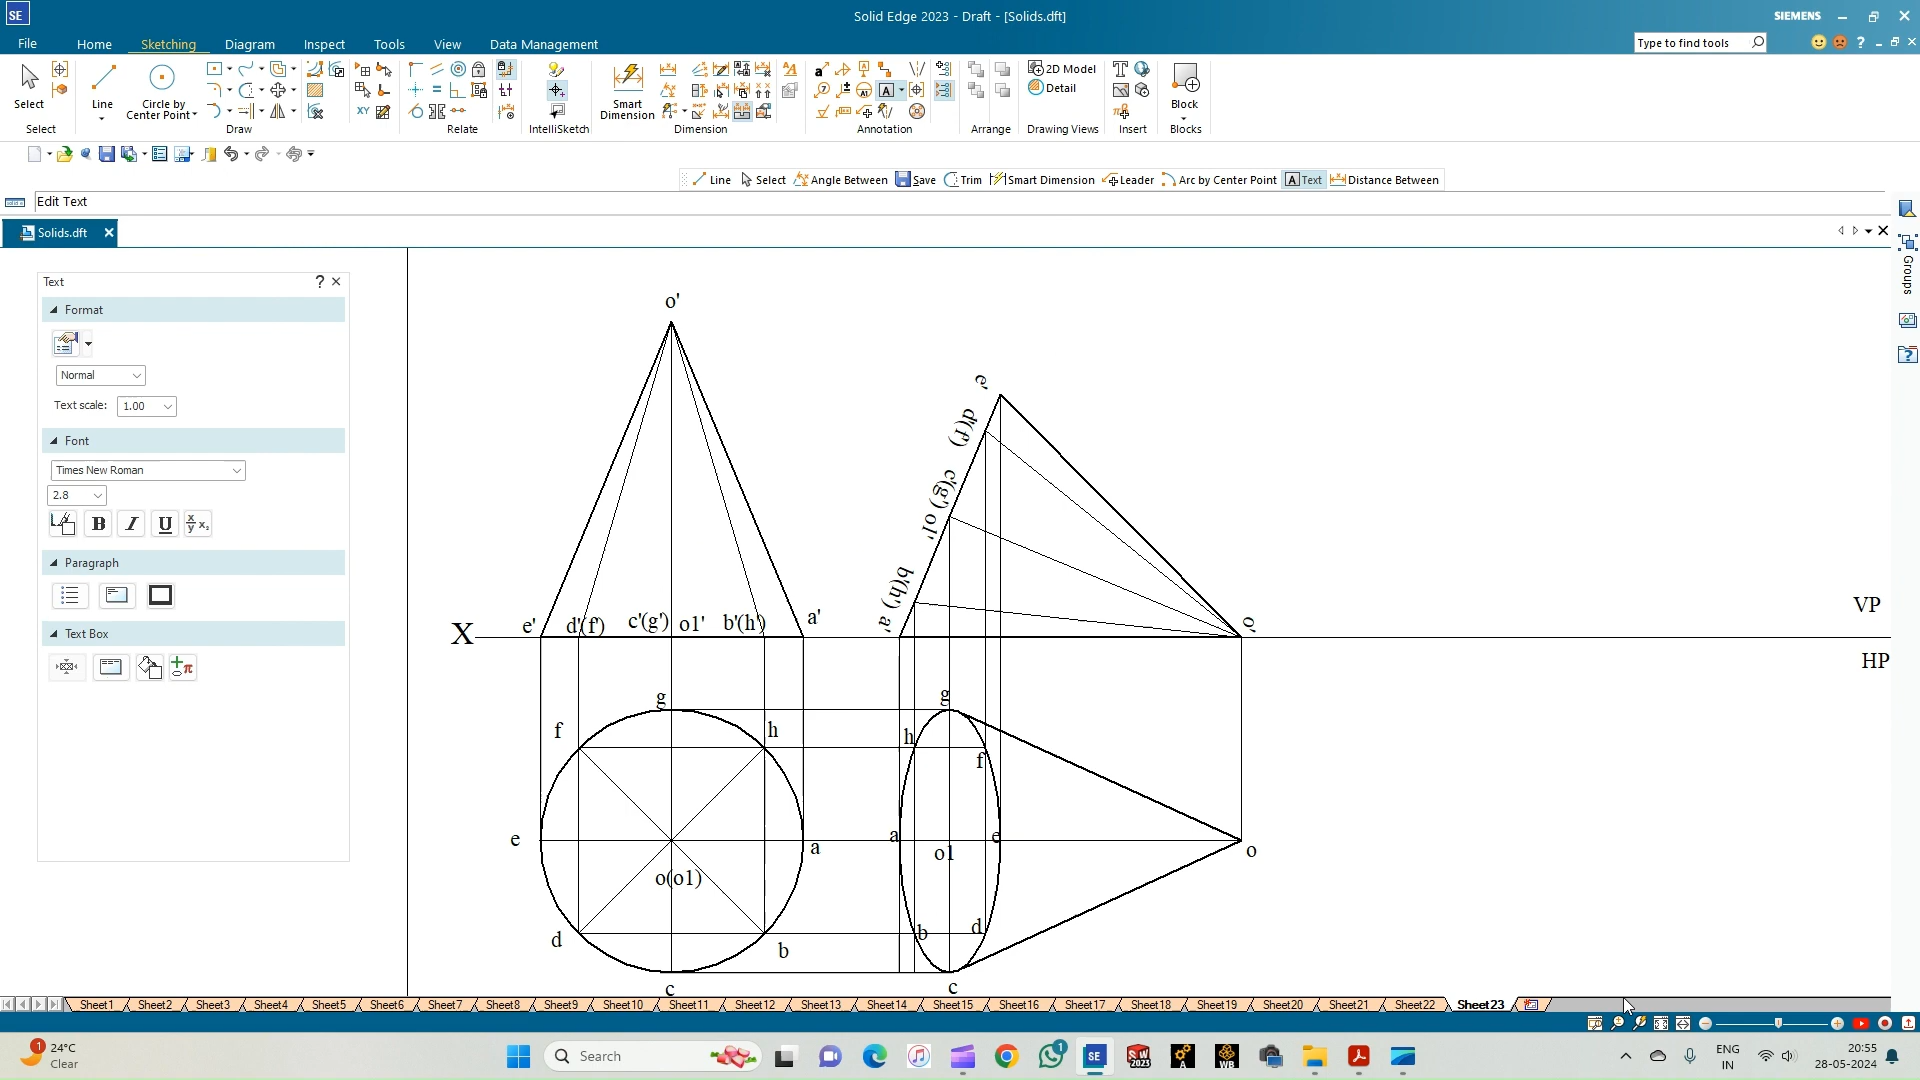 Solid Edge 2023 - Draft - [Solids.dft]
SIEMENS
File Home Sketching Diagram Inspect Tools View Data Management
Type to find tools
Select
Line
Circle by
Center Point
Smart
Dimension
2D Model
Detail
Block
Select Draw Relate IntelliSketch Dimension Annotation Arrange Drawing Views Insert Blocks
Line Select Angle Between Save Trim Smart Dimension Leader Arc by Center Point Text Distance Between
Edit Text
Solids.dft
Groups
Text
Format
Normal
Text scale: 1.00
Font
Times New Roman
2.8
B I U
Paragraph
Text Box
o'
e'
d'(f')
c'(g') o1'
b'(h')
a'
o'
X
e' d'(f') c'(g') o1' b'(h') a'
VP
HP
g g
f h h f
e a a e
o1 o
o(o1)
d b b d
c c
Sheet1 Sheet2 Sheet3 Sheet4 Sheet5 Sheet6 Sheet7 Sheet8 Sheet9 Sheet10 Sheet11 Sheet12 Sheet13 Sheet14 Sheet15 Sheet16 Sheet17 Sheet18 Sheet19 Sheet20 Sheet21 Sheet22 Sheet23
24°C
Clear
Search
ENG
IN
20:55
28-05-2024